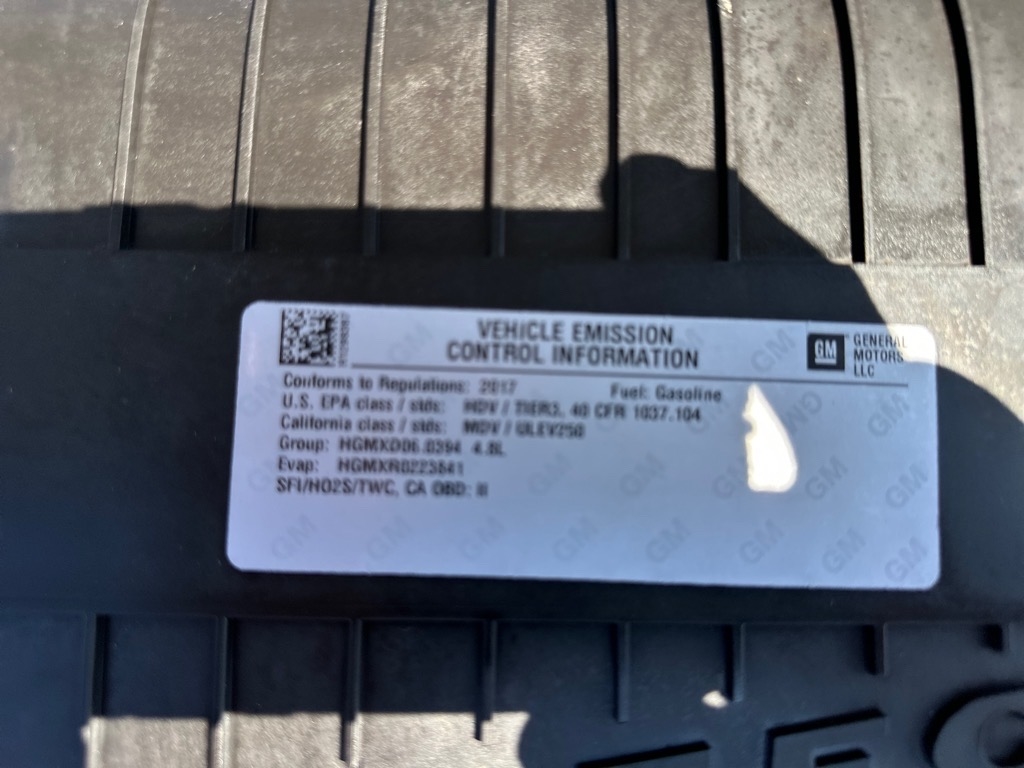 VEHICLE EMISSION
CONTROL INFORMATION
GM
GENERAL
MOTORS
LLC
Conforms to Regulations: 2017
Fuel: Gasoline
U.S. EPA class / stds: HDV / TIER3, 40 CFR 1037.104
California class / stds: MDV / ULEV250
Group: HGMXD06.0394 4.8L
Evap: HGMXR0223841
SFI/HO2S/TWC, CA OBD: II